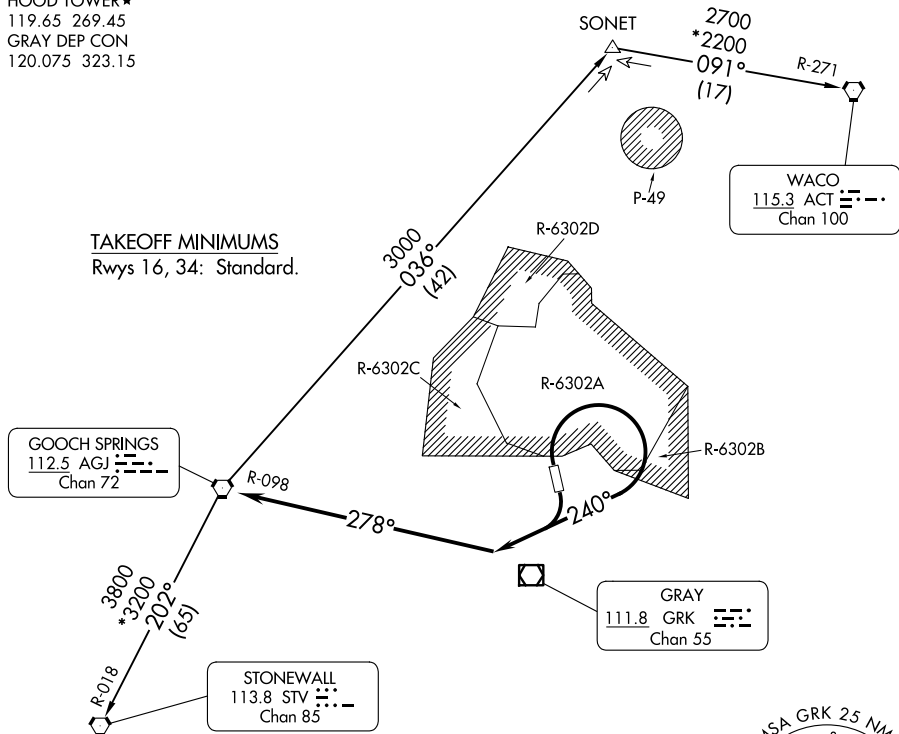 HOOD TOWER★
119.65 269.45
GRAY DEP CON
120.075 323.15
SONET
2700
*2200
091°
(17)
R-271
WACO
115.3 ACT
Chan 100
P-49
TAKEOFF MINIMUMS
Rwys 16, 34: Standard.
3000
036°
(42)
R-6302D
R-6302C
R-6302A
R-6302B
GOOCH SPRINGS
112.5 AGJ
Chan 72
R-098
278°
240°
GRAY
111.8 GRK
Chan 55
3800
*3200
202°
(65)
R-018
STONEWALL
113.8 STV
Chan 85
MSA GRK 25 NM